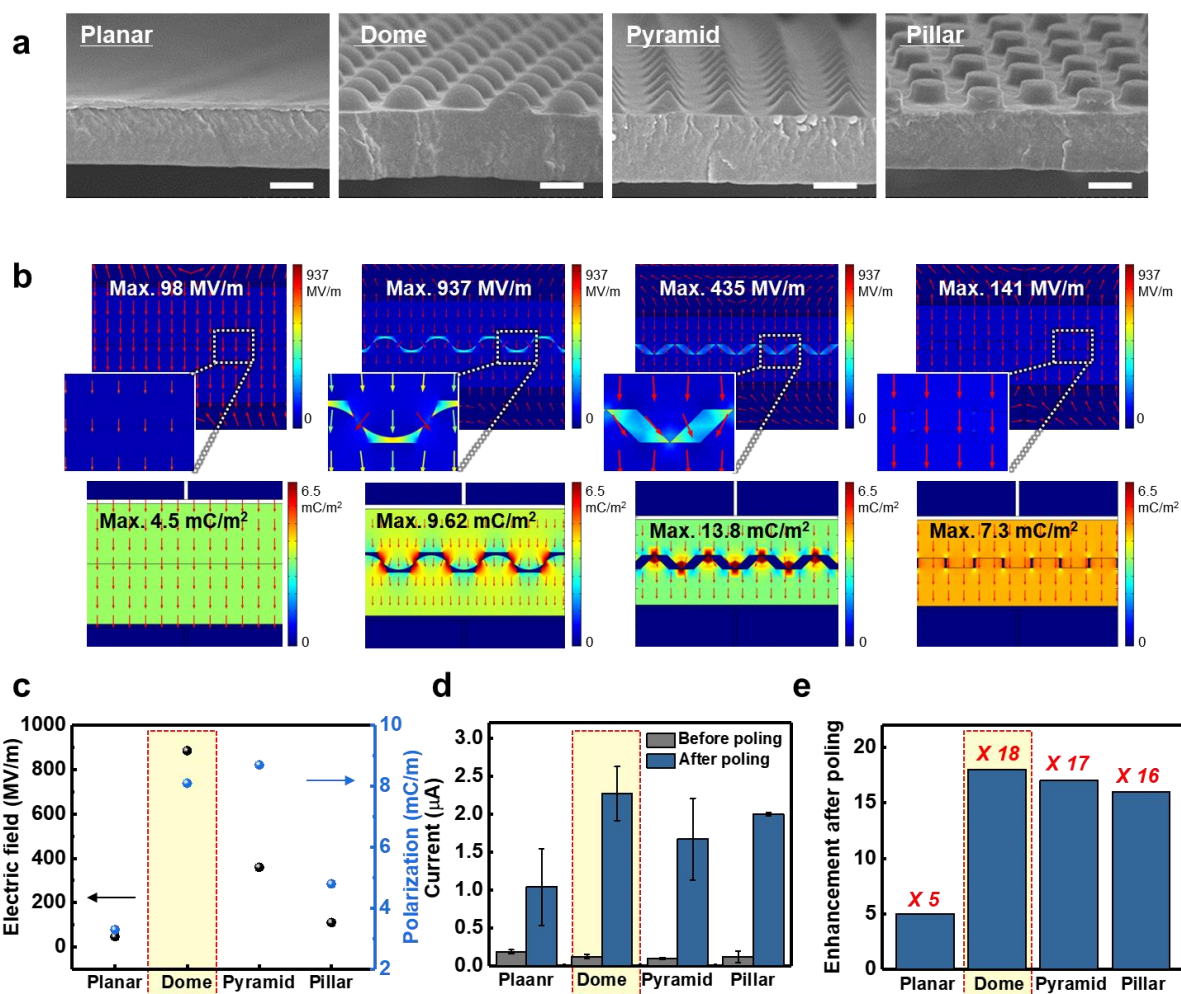 a
Planar
Dome
Pyramid
Pillar
b
Max. 98 MV/m
937
MV/m
0
Max. 937 MV/m
937
MV/m
0
Max. 435 MV/m
937
MV/m
0
Max. 141 MV/m
937
MV/m
0
Max. 4.5 mC/m²
6.5
mC/m²
0
Max. 9.62 mC/m²
6.5
mC/m²
0
Max. 13.8 mC/m²
6.5
mC/m²
0
Max. 7.3 mC/m²
6.5
mC/m²
0
c
Electric field (MV/m)
1000
800
600
400
200
0
Planar
Dome
Pyramid
Pillar
10
8
6
4
2
Polarization (mC/m)
d
Current (μA)
3.0
2.5
2.0
1.5
1.0
0.5
0.0
Before poling
After poling
Plaanr
Dome
Pyramid
Pillar
e
Enhancement after poling
20
15
10
5
0
X 5
X 18
X 17
X 16
Planar
Dome
Pyramid
Pillar